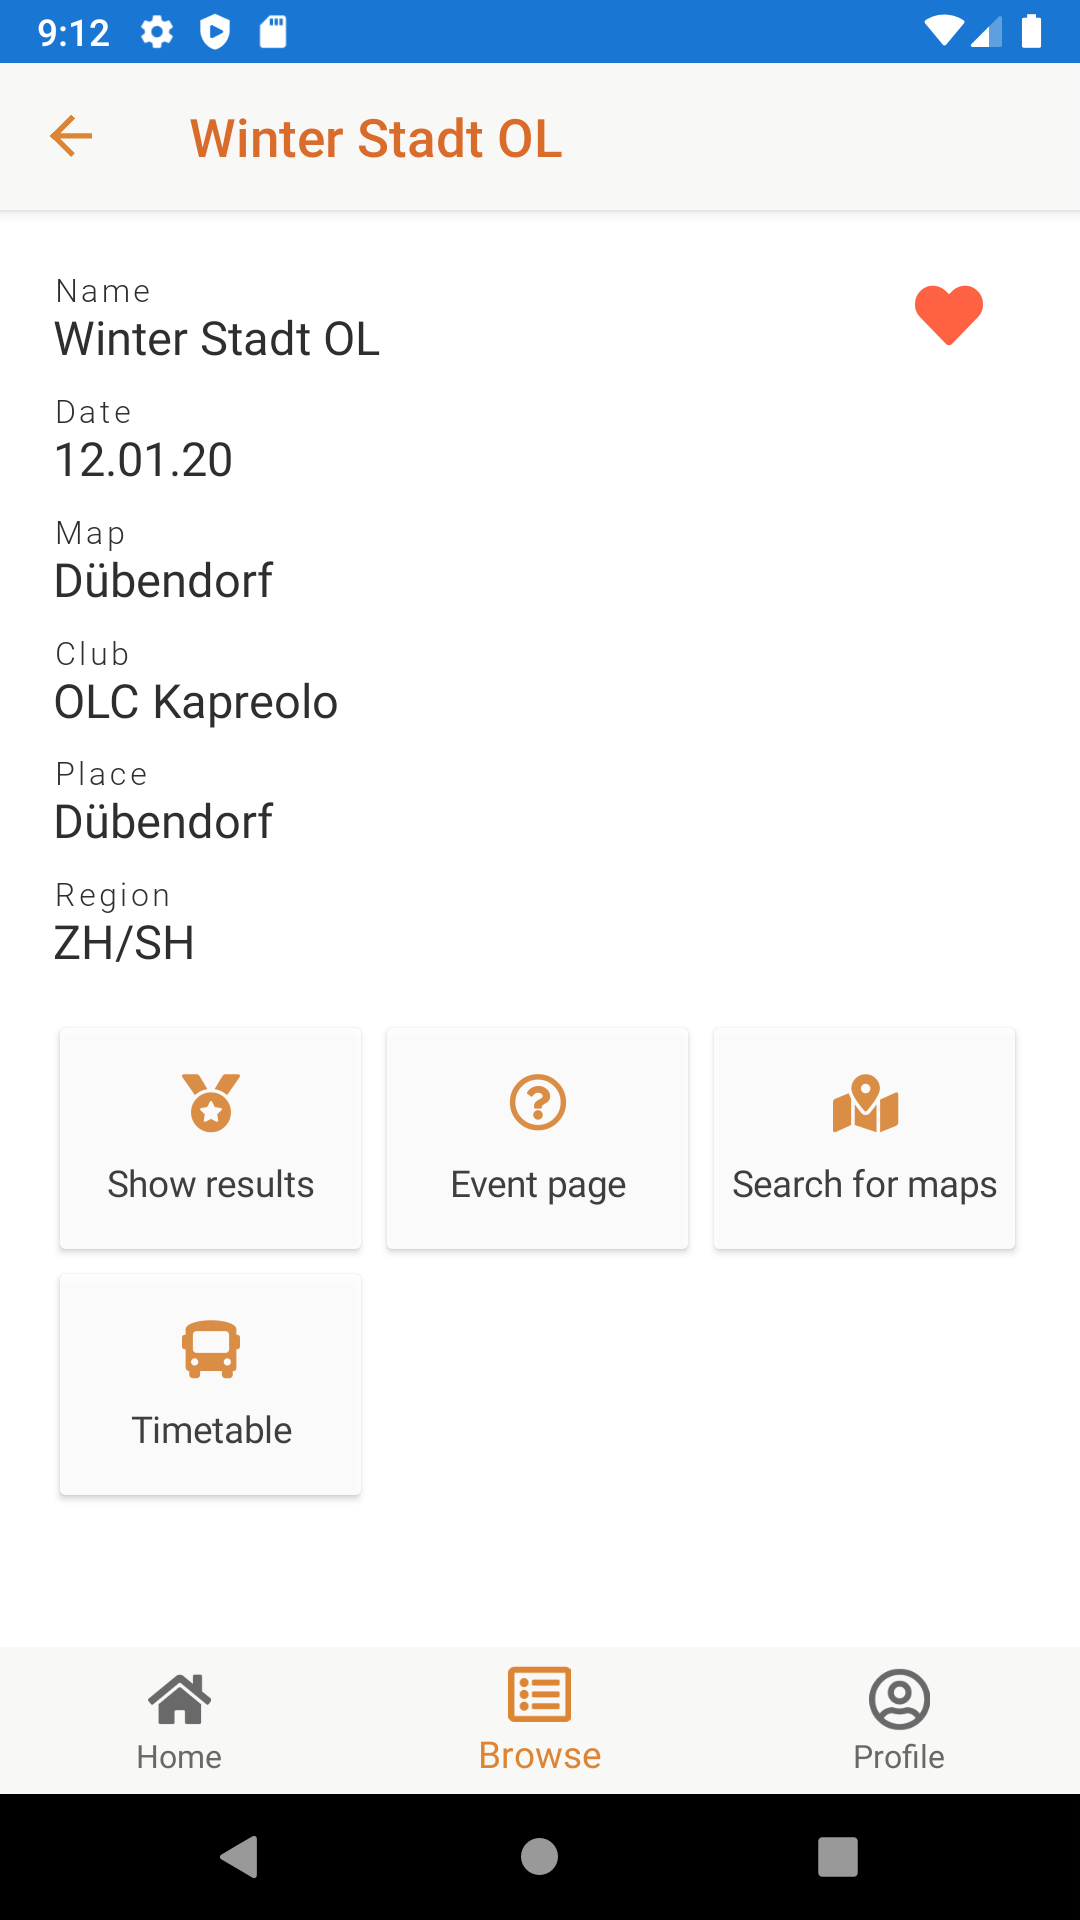 9:12
Winter Stadt OL
Name
Winter Stadt OL
Date
12.01.20
Map
Dübendorf
Club
OLC Kapreolo
Place
Dübendorf
Region
ZH/SH
Show results
Event page
Search for maps
Timetable
Home
Browse
Profile